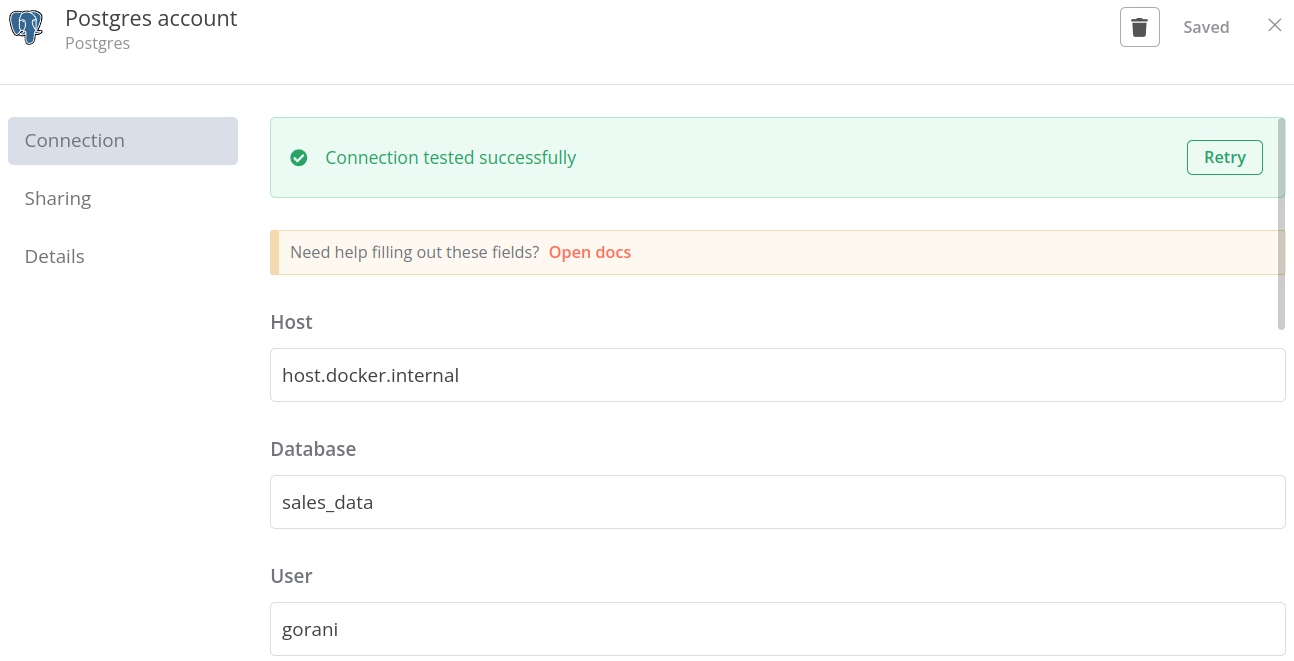 Postgres account
Postgres
Saved
Connection
Sharing
Details
Connection tested successfully
Retry
Need help filling out these fields? Open docs
Host
host.docker.internal
Database
sales_data
User
gorani